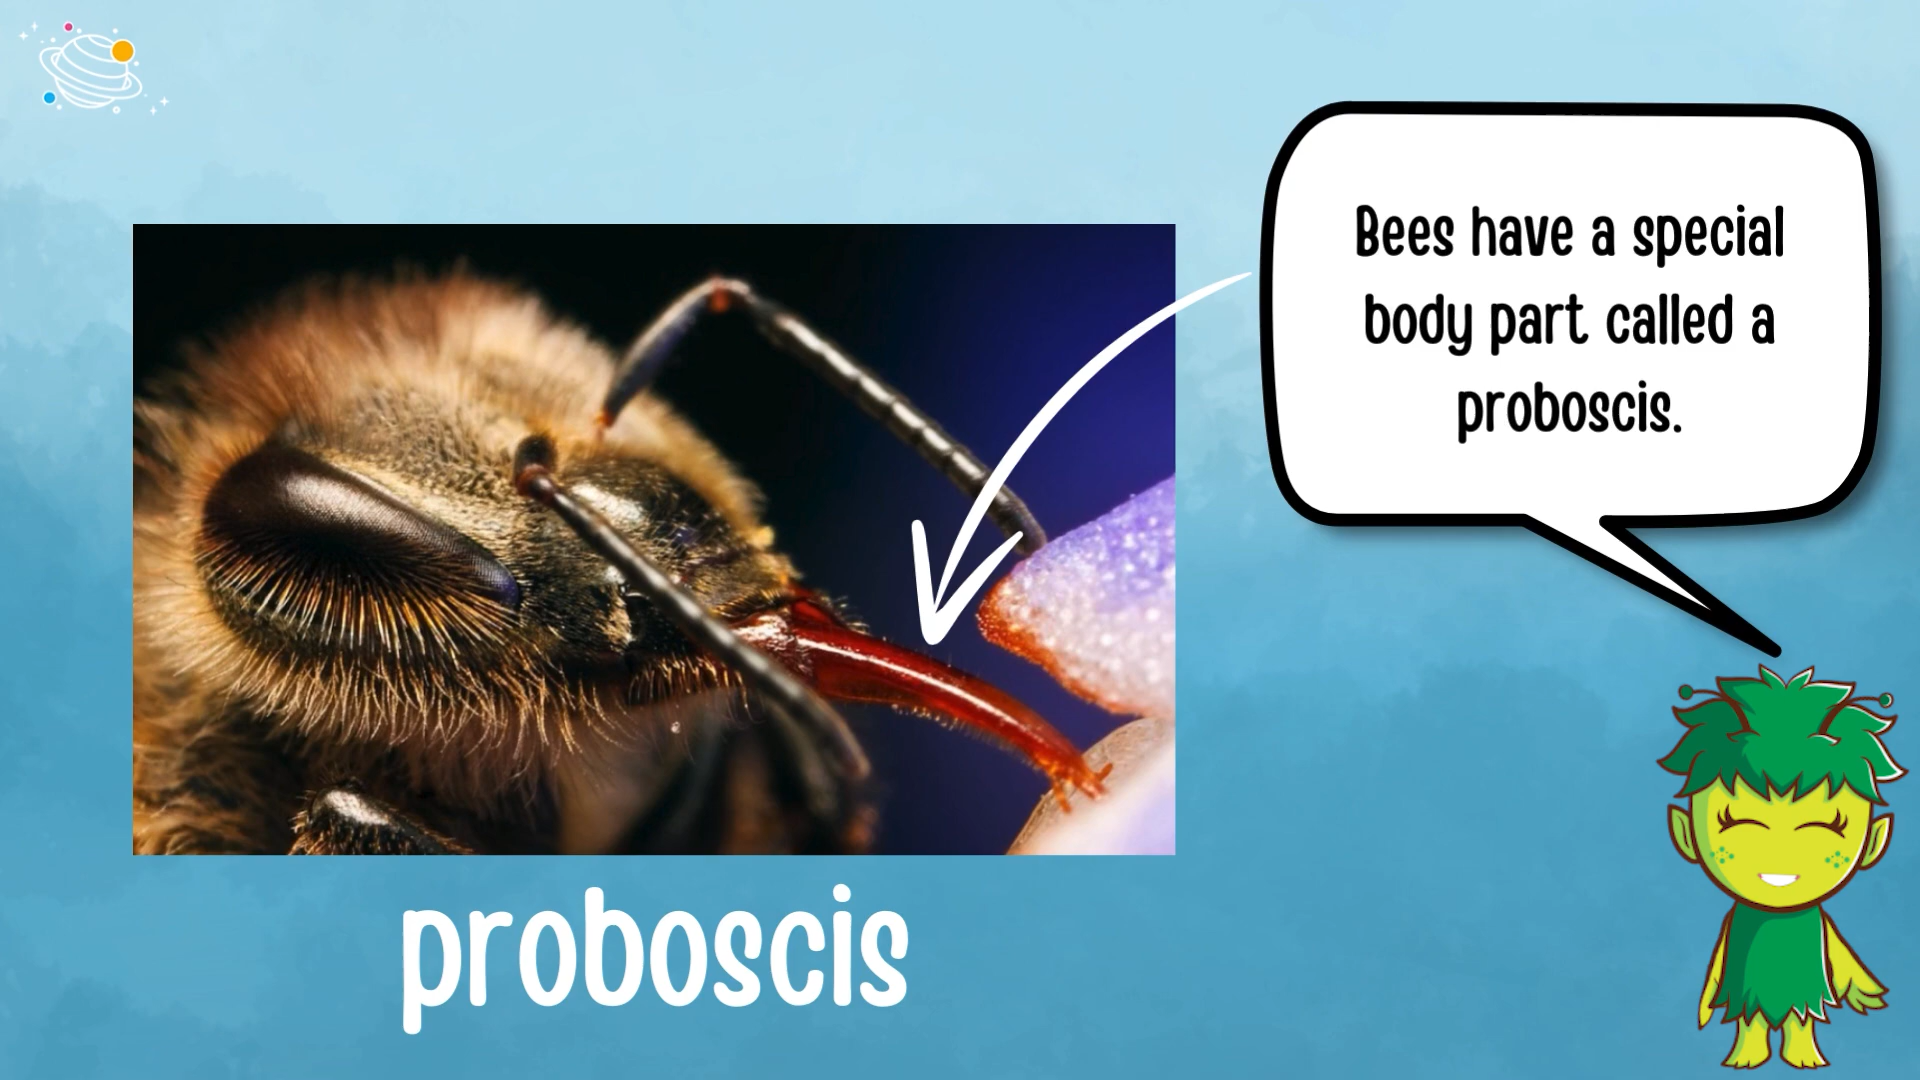 Bees have a special
body part called a
proboscis.
proboscis